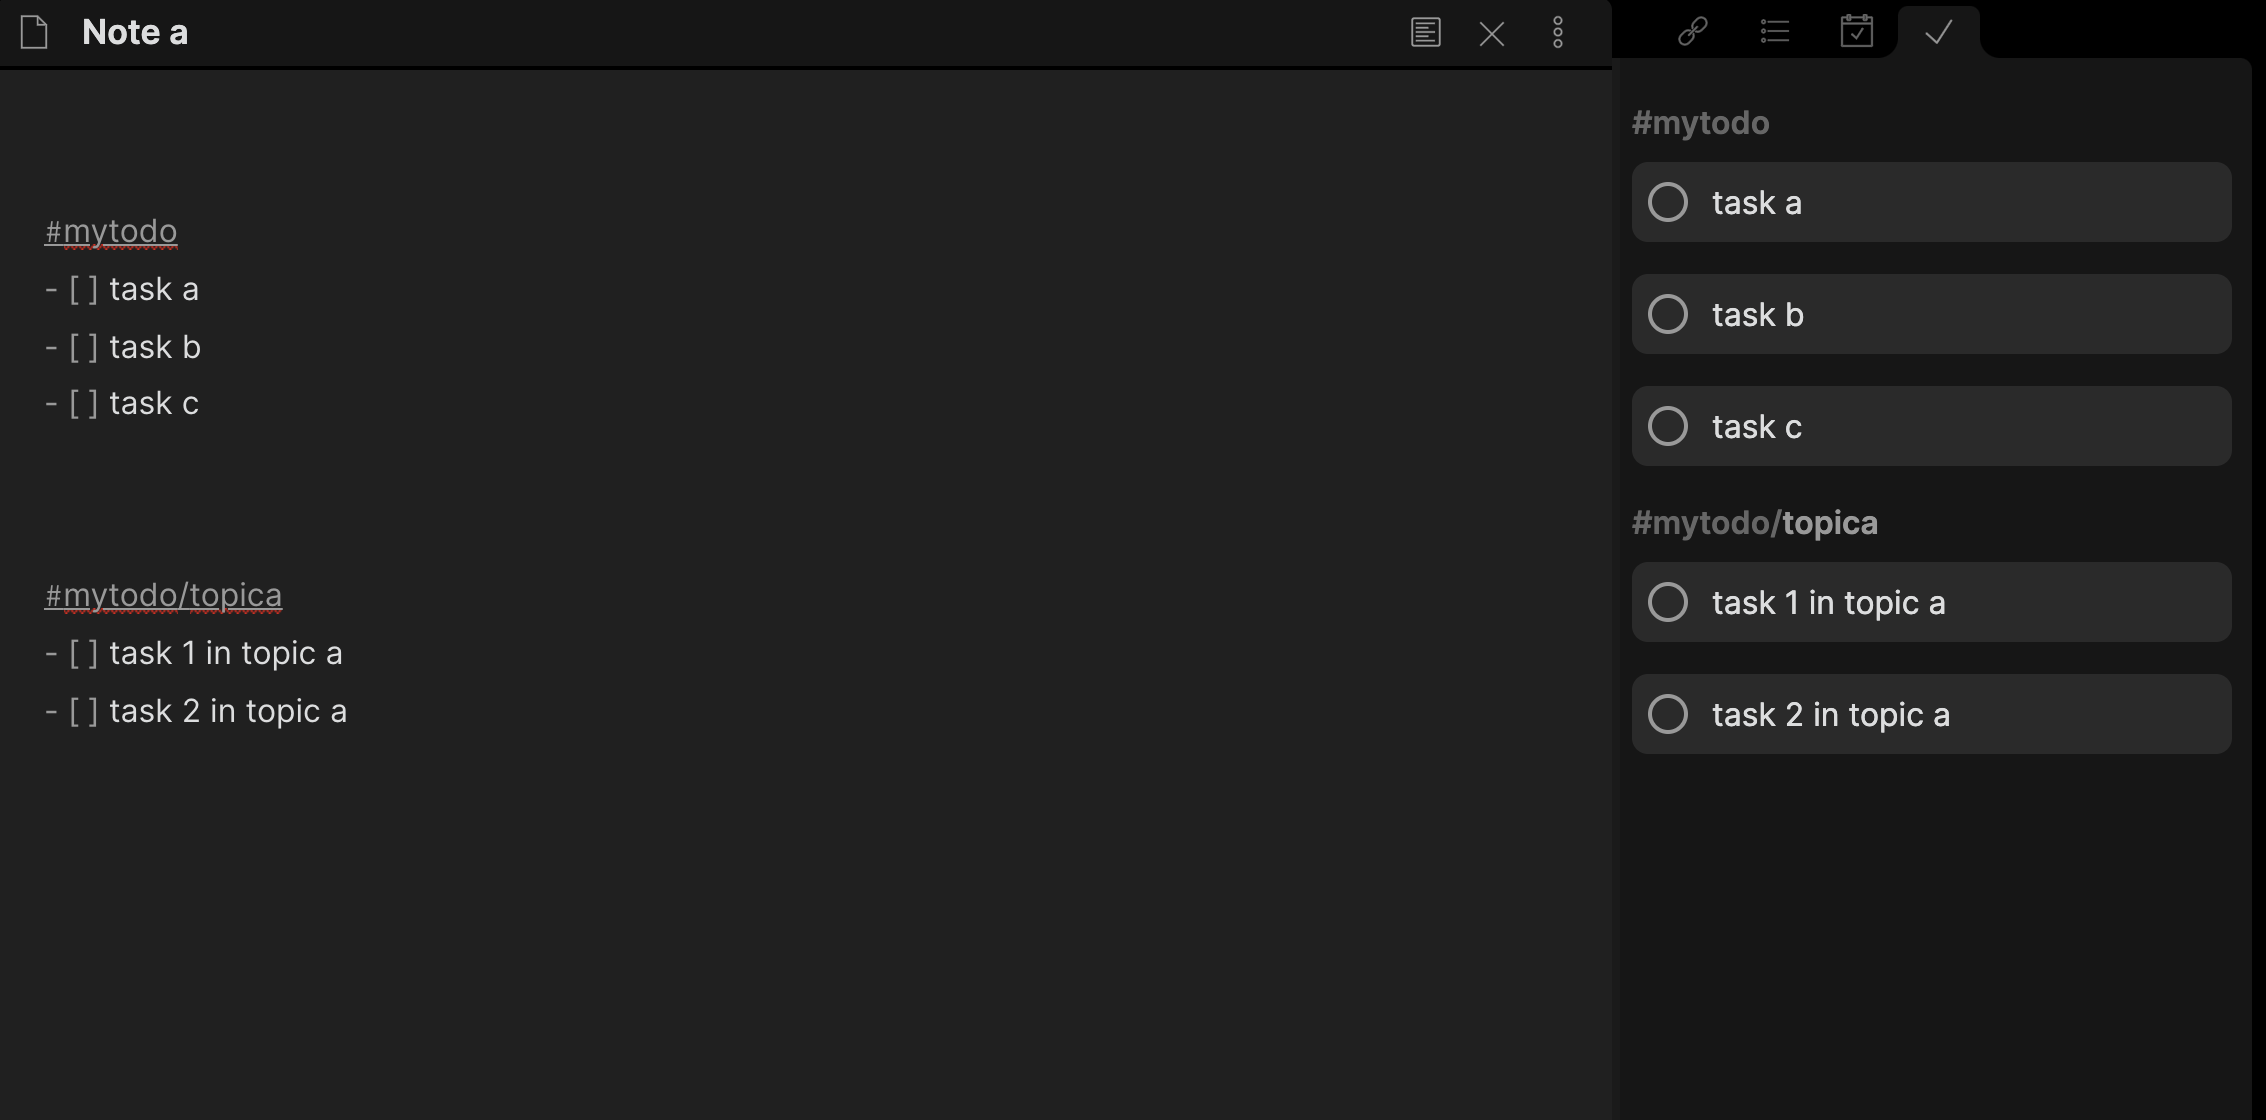 Note a
#mytodo
- [ ] task a
- [ ] task b
- [ ] task c
#mytodo/topica
- [ ] task 1 in topic a
- [ ] task 2 in topic a
#mytodo
task a
task b
task c
#mytodo/topica
task 1 in topic a
task 2 in topic a